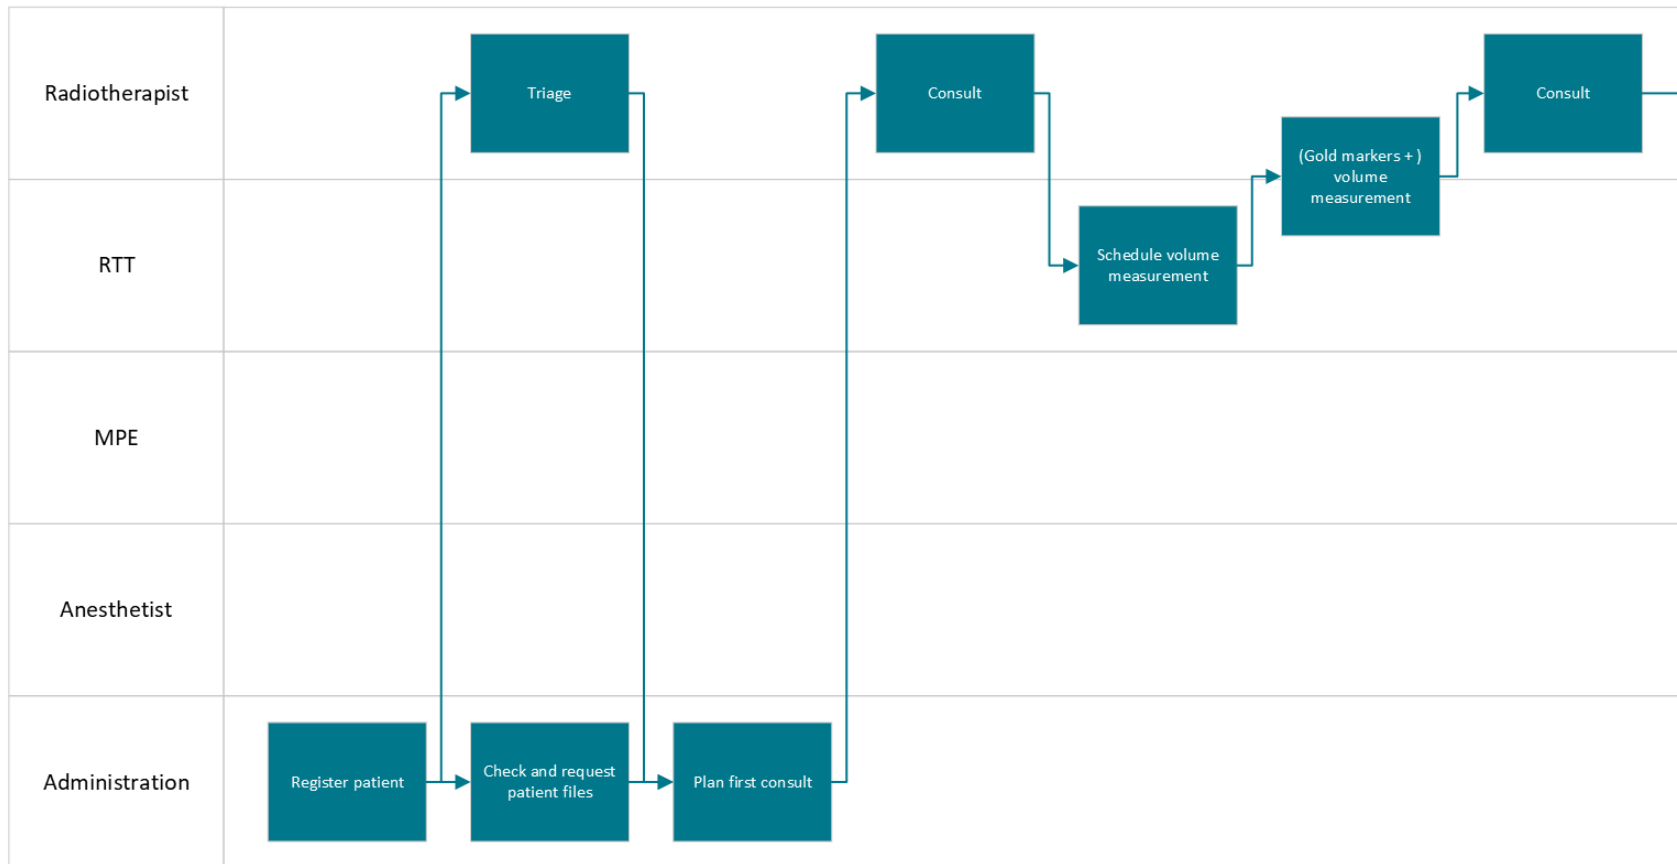 Radiotherapist
Triage
Consult
Consult
(Gold markers + )
volume
measurement
RTT
Schedule volume
measurement
MPE
Anesthetist
Administration
Register patient
Check and request
patient files
Plan first consult